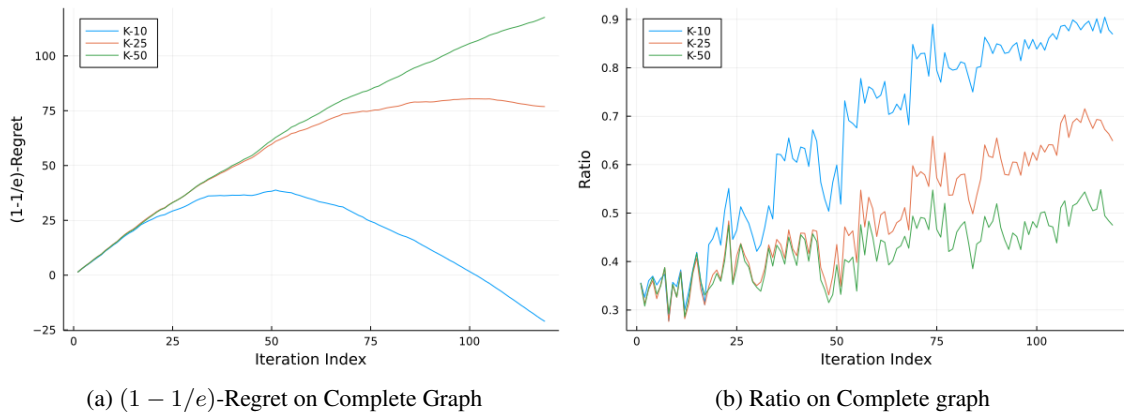 K-10
K-25
K-50
100
75
50
25
0
−25
(1-1/e)-Regret
0
25
50
75
100
Iteration Index
(a) (1 − 1/e)-Regret on Complete Graph
K-10
K-25
K-50
0.9
0.8
0.7
0.6
0.5
0.4
0.3
Ratio
0
25
50
75
100
Iteration Index
(b) Ratio on Complete graph